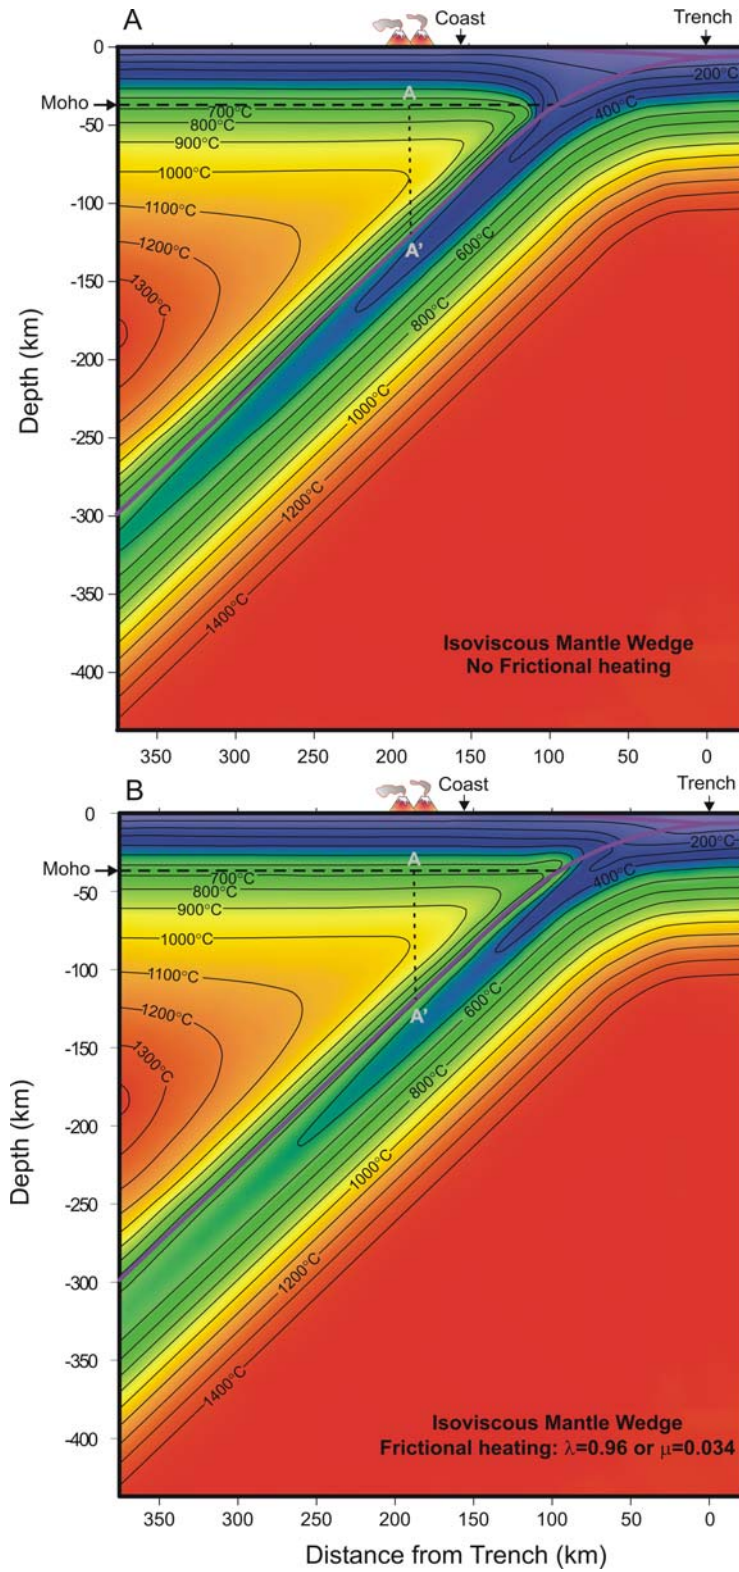 A
Coast
Trench
0
Moho
-50
-100
-150
-200
-250
-300
-350
-400
Depth (km)
200°C
400°C
A
700°C
800°C
900°C
1000°C
1100°C
1200°C
1300°C
A'
600°C
800°C
1000°C
1200°C
1400°C
Isoviscous Mantle Wedge
No Frictional heating
350 300 250 200 150 100 50 0
B
Coast
Trench
0
Moho
-50
-100
-150
-200
-250
-300
-350
-400
Depth (km)
200°C
400°C
A
700°C
800°C
900°C
1000°C
1100°C
1200°C
1300°C
A'
600°C
800°C
1000°C
1200°C
1400°C
Isoviscous Mantle Wedge
Frictional heating: λ=0.96 or μ=0.034
350 300 250 200 150 100 50 0
Distance from Trench (km)